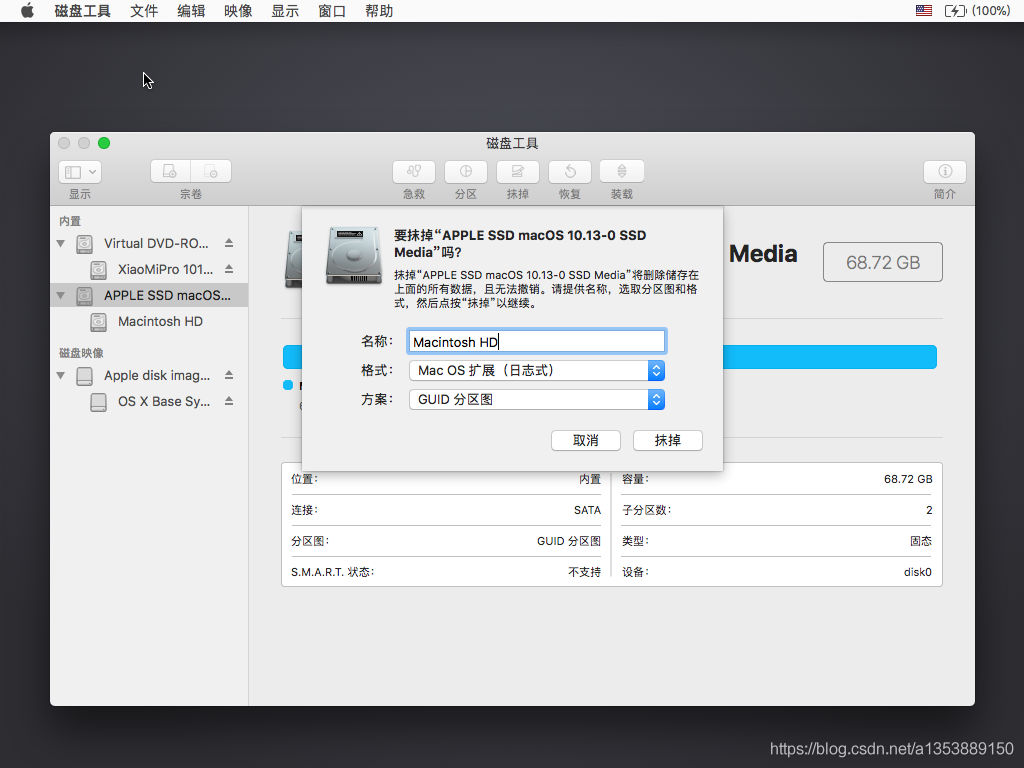 磁盘工具 文件 编辑 映像 显示 窗口 帮助 (100%)
磁盘工具
显示 宗卷 急救 分区 抹掉 恢复 装载 简介
内置
Virtual DVD-RO...
XiaoMiPro 101...
APPLE SSD macOS...
Macintosh HD
磁盘映像
Apple disk imag...
OS X Base Sy...
要抹掉“APPLE SSD macOS 10.13-0 SSD
Media”吗?
抹掉“APPLE SSD macOS 10.13-0 SSD Media”将删除储存在
上面的所有数据，且无法撤销。请提供名称，选取分区图和格
式，然后点按“抹掉”以继续。
名称： Macintosh HD
格式： Mac OS 扩展（日志式）
方案： GUID 分区图
取消 抹掉
Media
68.72 GB
位置： 内置
容量： 68.72 GB
连接： SATA
子分区数： 2
分区图： GUID 分区图
类型： 固态
S.M.A.R.T. 状态： 不支持
设备： disk0
https://blog.csdn.net/a1353889150